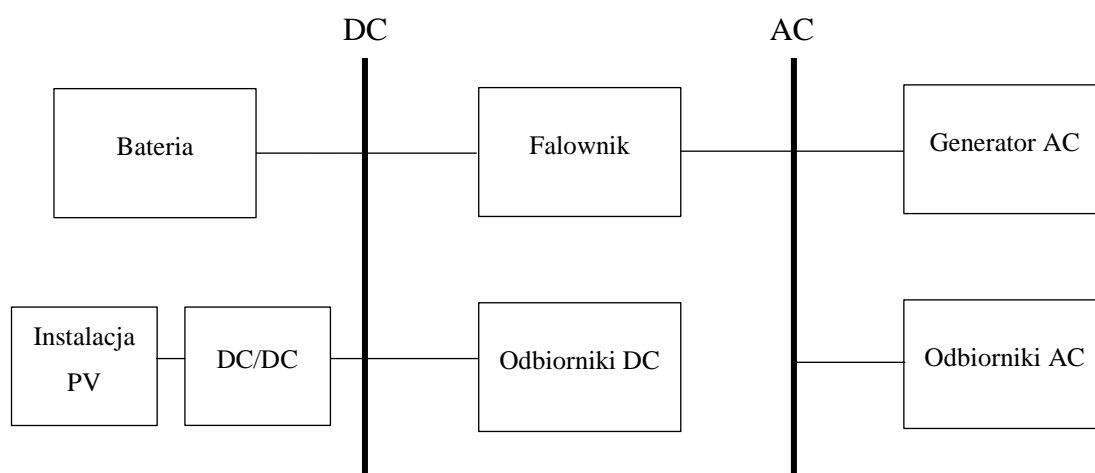 DC
AC
Bateria
Falownik
Generator AC
Instalacja
PV
DC/DC
Odbiorniki DC
Odbiorniki AC